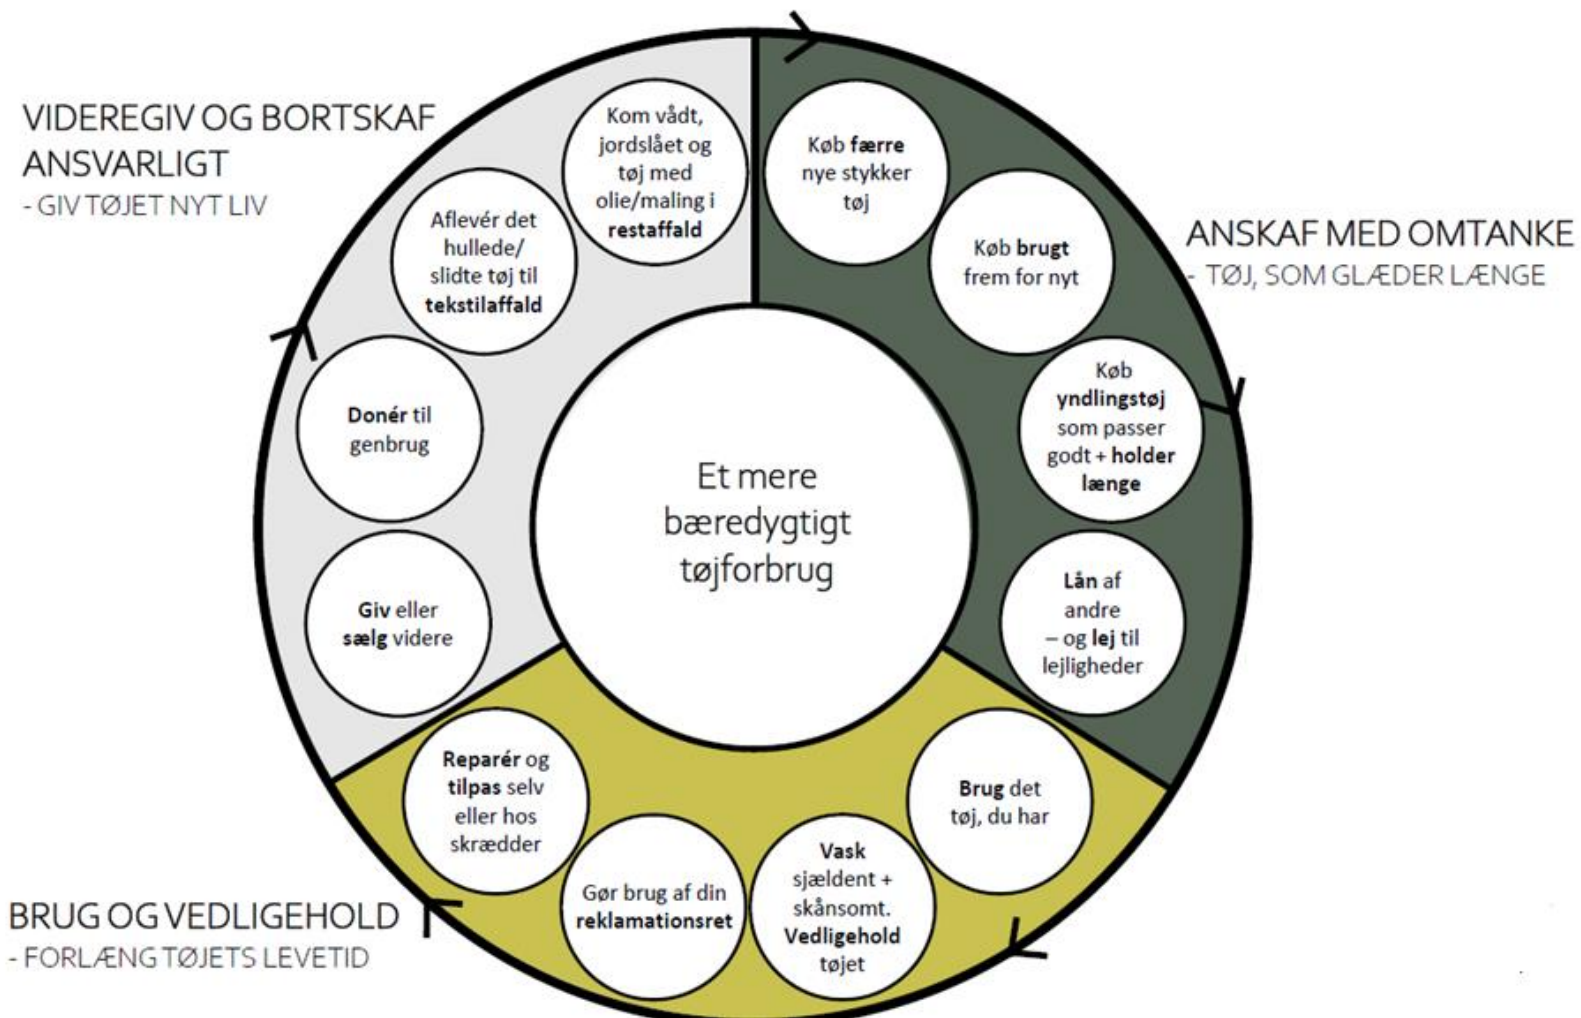 VIDEREGIV OG BORTSKAF
ANSVARLIGT
- GIV TØJET NYT LIV
Kom vådt,
jordslået og
tøj med
olie/maling i
restaffald
Aflevér det
hullede/
slidte tøj til
tekstilaffald
Donér til
genbrug
Giv eller
sælg videre
Køb færre
nye stykker
tøj
Køb brugt
frem for nyt
Køb
yndlingstøj
som passer
godt + holder
længe
Lån af
andre
– og lej til
lejligheder
ANSKAF MED OMTANKE
- TØJ, SOM GLÆDER LÆNGE
Et mere
bæredygtigt
tøjforbrug
Brug det
tøj, du har
Vask
sjældent +
skånsomt.
Vedligehold
tøjet
Gør brug af din
reklamationsret
Reparér og
tilpas selv
eller hos
skrædder
BRUG OG VEDLIGEHOLD
- FORLÆNG TØJETS LEVETID